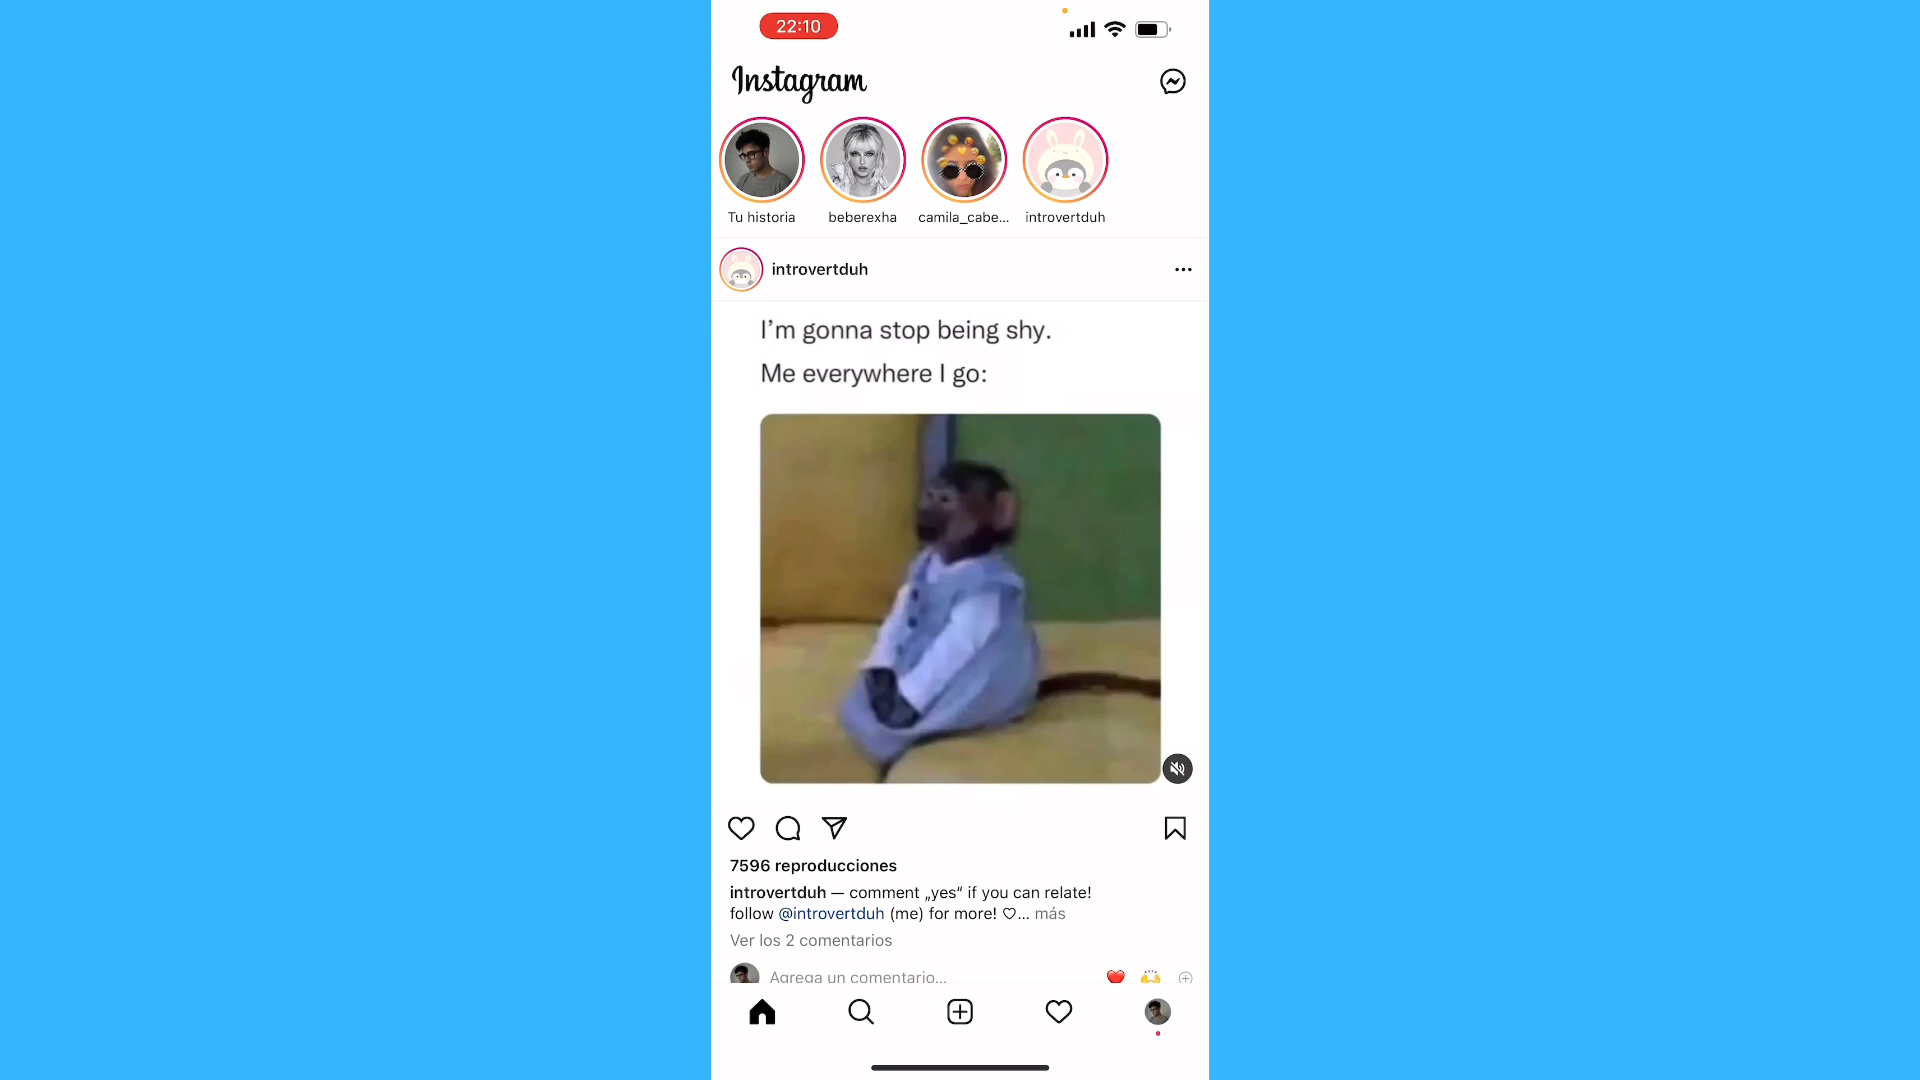 22:10
Instagram
Tu historia
beberexha
camila_cabe...
introvertduh
introvertduh
I’m gonna stop being shy.
Me everywhere I go:
7596 reproducciones
introvertduh — comment „yes“ if you can relate!
follow @introvertduh (me) for more! ♡... más
Ver los 2 comentarios
Agrega un comentario...